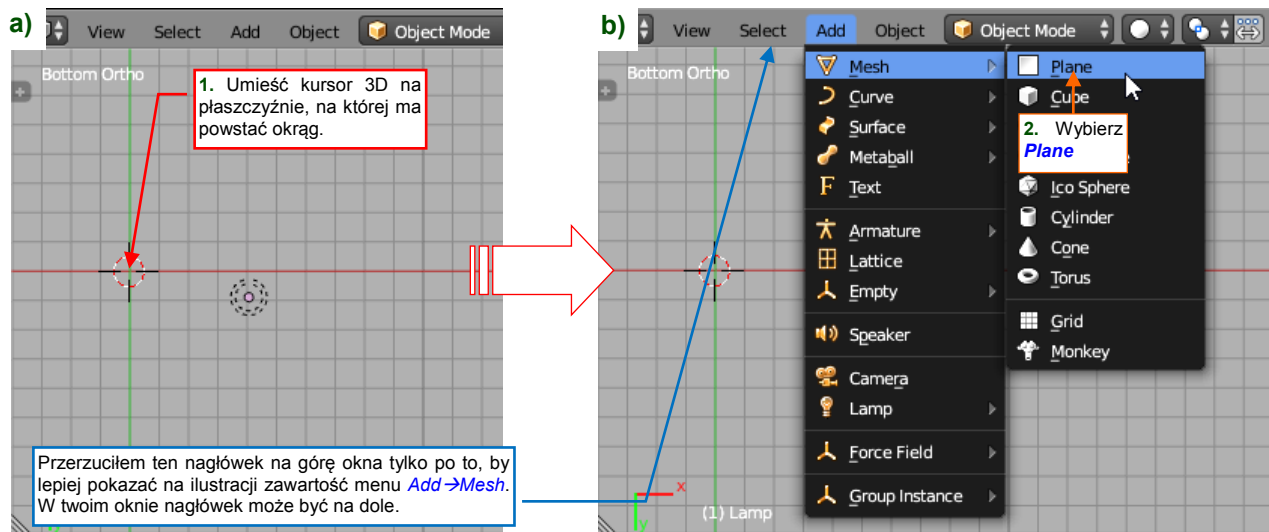 a)
View Select Add Object Object Mode
Bottom Ortho
1. Umieść kursor 3D na
płaszczyźnie, na której ma
powstać okrąg.
Przerzuciłem ten nagłówek na górę okna tylko po to, by
lepiej pokazać na ilustracji zawartość menu Add→Mesh.
W twoim oknie nagłówek może być na dole.
y
b)
View Select Add Object Object Mode
Bottom Ortho
Mesh
Curve
Surface
Metaball
Text
Armature
Lattice
Empty
Speaker
Camera
Lamp
Force Field
Group Instance
Plane
Cube
2. Wybierz
Plane
Ico Sphere
Cylinder
Cone
Torus
Grid
Monkey
x
y
(1) Lamp